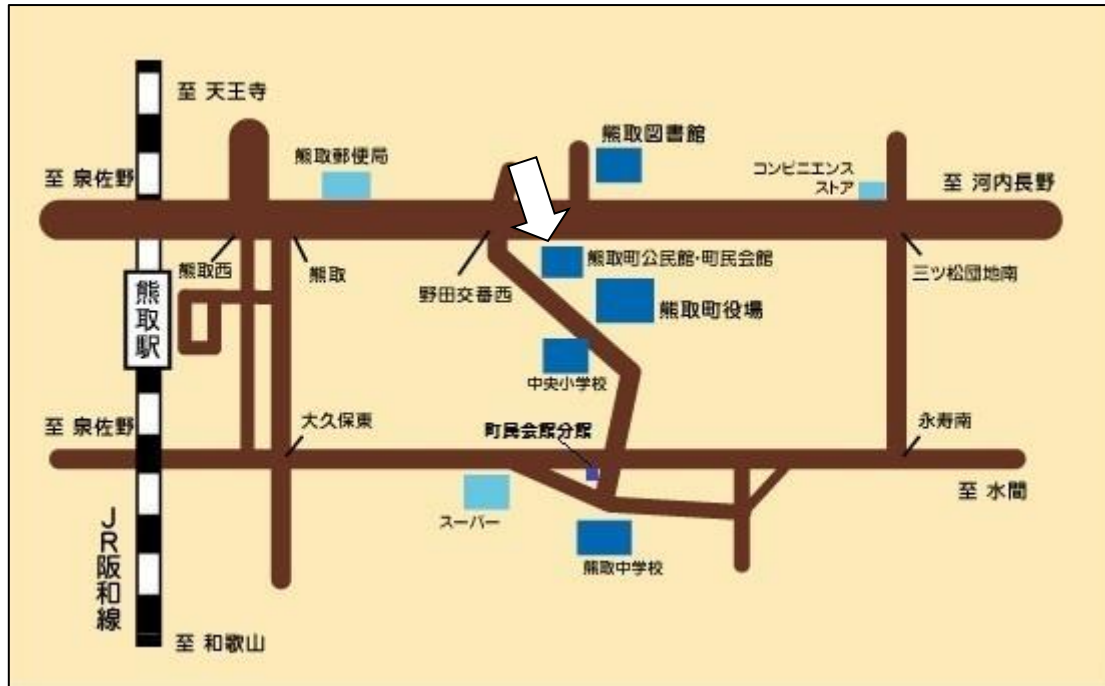 至 天王寺
熊取図書館
熊取郵便局
コンビニエンス
ストア
至 泉佐野
至 河内長野
熊取西
熊取
野田交番西
熊取町公民館・町民会館
三ツ松団地南
熊取駅
熊取町役場
中央小学校
至 泉佐野
大久保東
町民会館分館
永寿南
至 水間
スーパー
JR阪和線
熊取中学校
至 和歌山